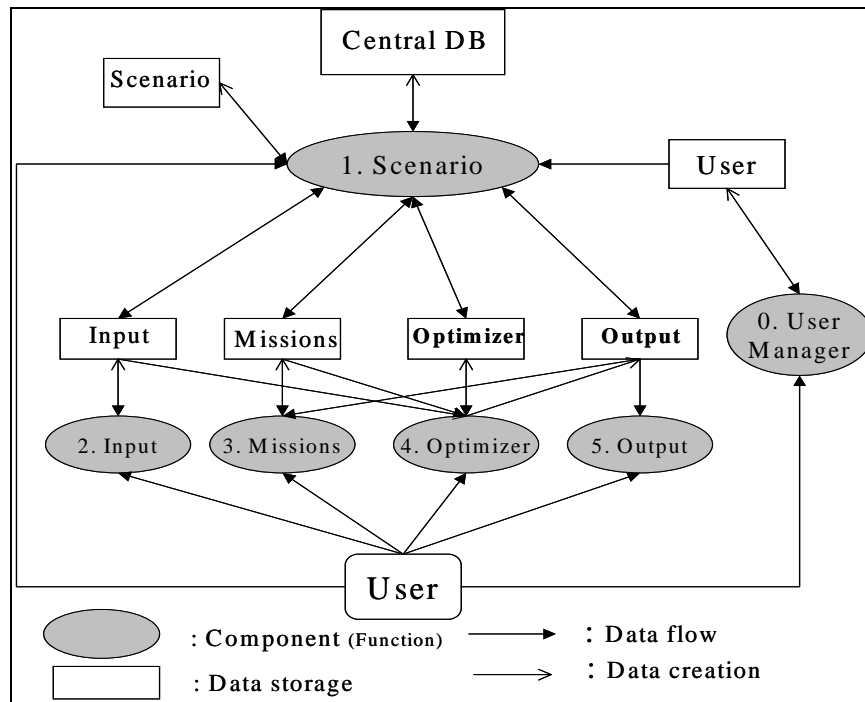 Central DB
Scenario
1. Scenario
User
Input
Missions
Optimizer
Output
0. User
Manager
2. Input
3. Missions
4. Optimizer
5. Output
User
: Component (Function)
: Data flow
: Data storage
: Data creation